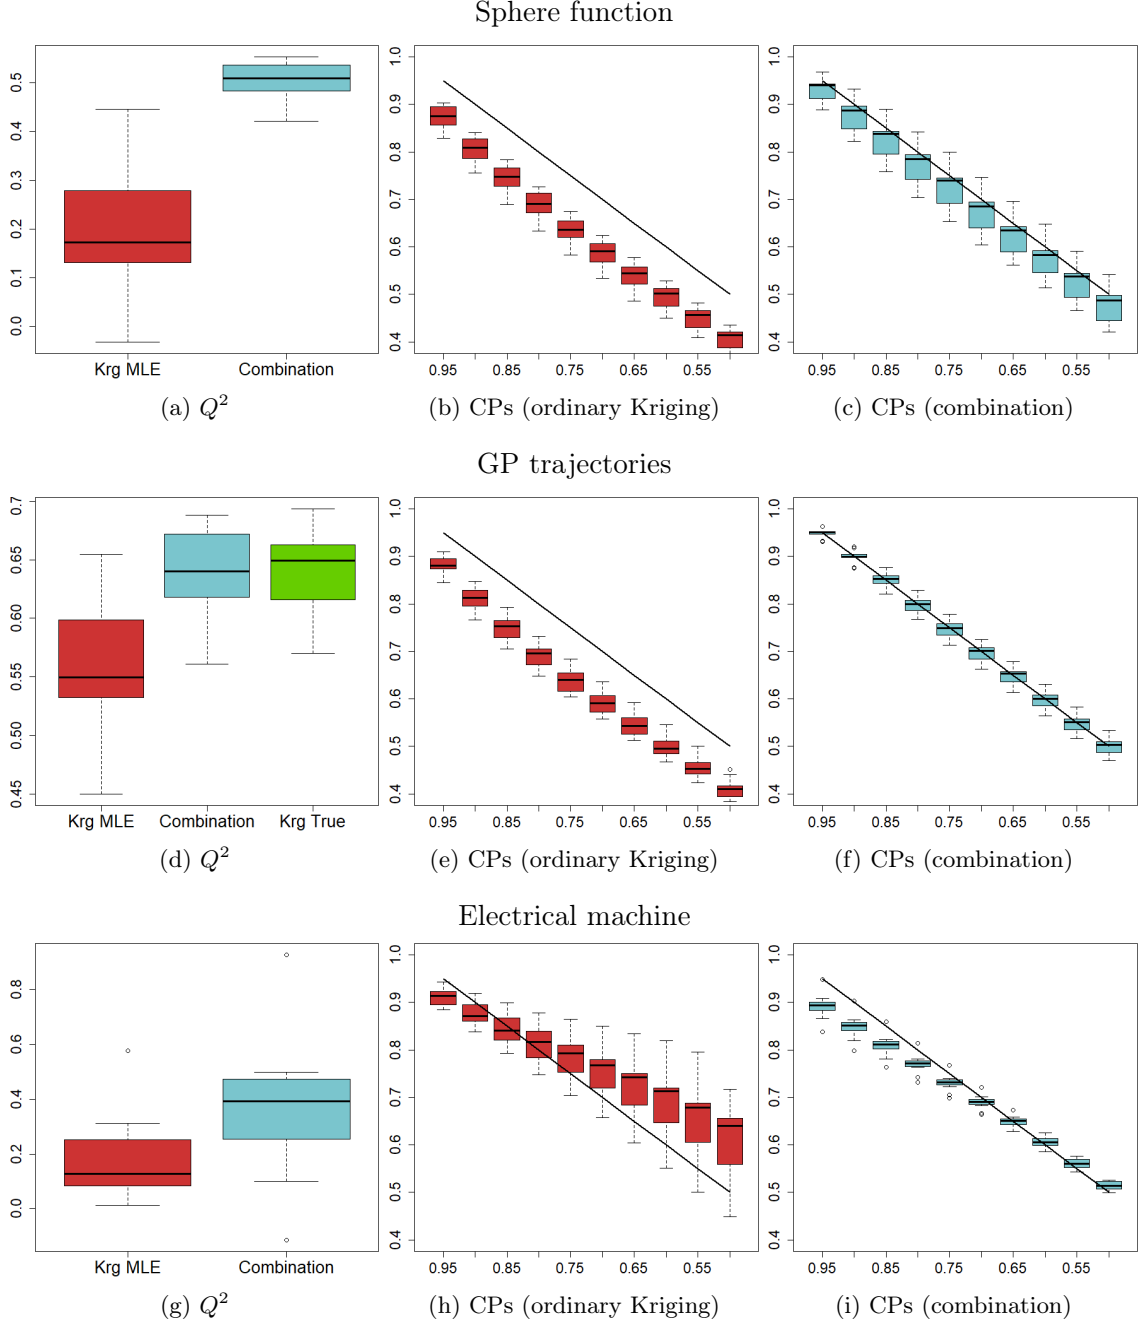 Sphere function
0.0 0.1 0.2 0.3 0.4 0.5
Krg MLE Combination
0.4 0.5 0.6 0.7 0.8 0.9 1.0
0.95 0.85 0.75 0.65 0.55
0.4 0.5 0.6 0.7 0.8 0.9 1.0
0.95 0.85 0.75 0.65 0.55
(a) Q²
(b) CPs (ordinary Kriging)
(c) CPs (combination)
GP trajectories
0.45 0.50 0.55 0.60 0.65 0.7
Krg MLE Combination Krg True
0.4 0.5 0.6 0.7 0.8 0.9 1.0
0.95 0.85 0.75 0.65 0.55
0.4 0.5 0.6 0.7 0.8 0.9 1.0
0.95 0.85 0.75 0.65 0.55
(d) Q²
(e) CPs (ordinary Kriging)
(f) CPs (combination)
Electrical machine
0.0 0.2 0.4 0.6 0.8
Krg MLE Combination
0.4 0.5 0.6 0.7 0.8 0.9 1.0
0.95 0.85 0.75 0.65 0.55
0.4 0.5 0.6 0.7 0.8 0.9 1.0
0.95 0.85 0.75 0.65 0.55
(g) Q²
(h) CPs (ordinary Kriging)
(i) CPs (combination)